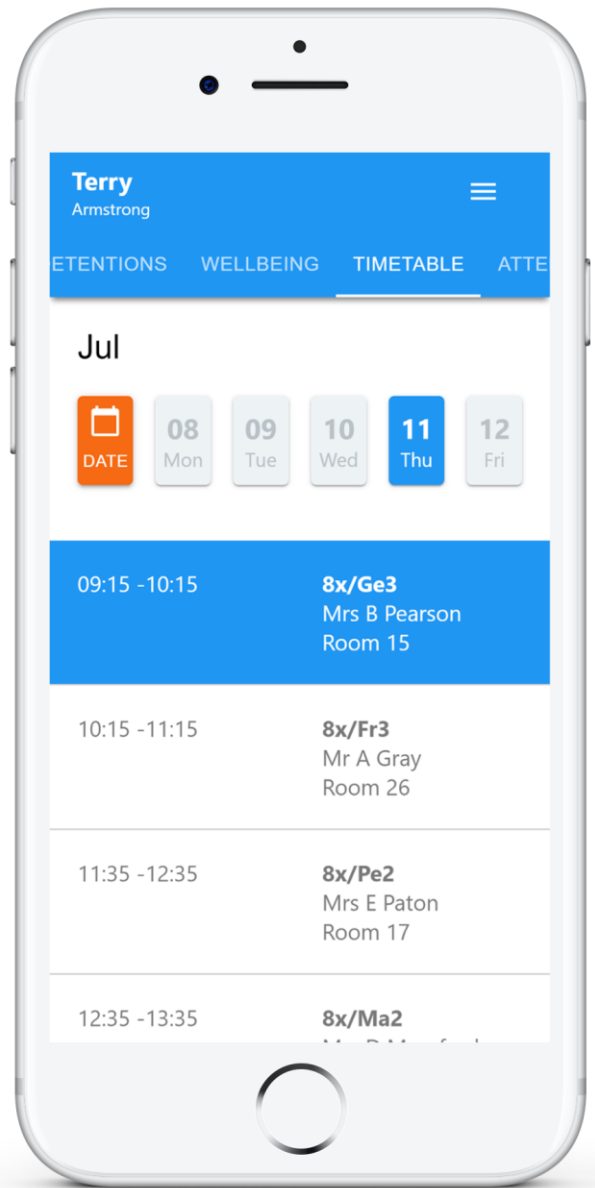 Terry
Armstrong
ETENTIONS WELLBEING TIMETABLE ATTE
Jul
DATE 08 Mon 09 Tue 10 Wed 11 Thu 12 Fri
09:15 -10:15 8x/Ge3
Mrs B Pearson
Room 15
10:15 -11:15 8x/Fr3
Mr A Gray
Room 26
11:35 -12:35 8x/Pe2
Mrs E Paton
Room 17
12:35 -13:35 8x/Ma2